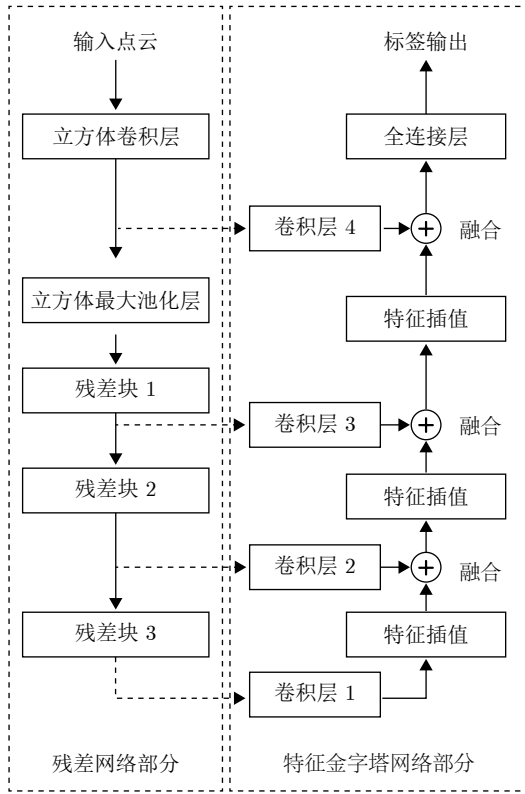 输入点云
立方体卷积层
立方体最大池化层
残差块 1
残差块 2
残差块 3
残差网络部分
标签输出
全连接层
卷积层 4
融合
特征插值
卷积层 3
融合
特征插值
卷积层 2
融合
特征插值
卷积层 1
特征金字塔网络部分